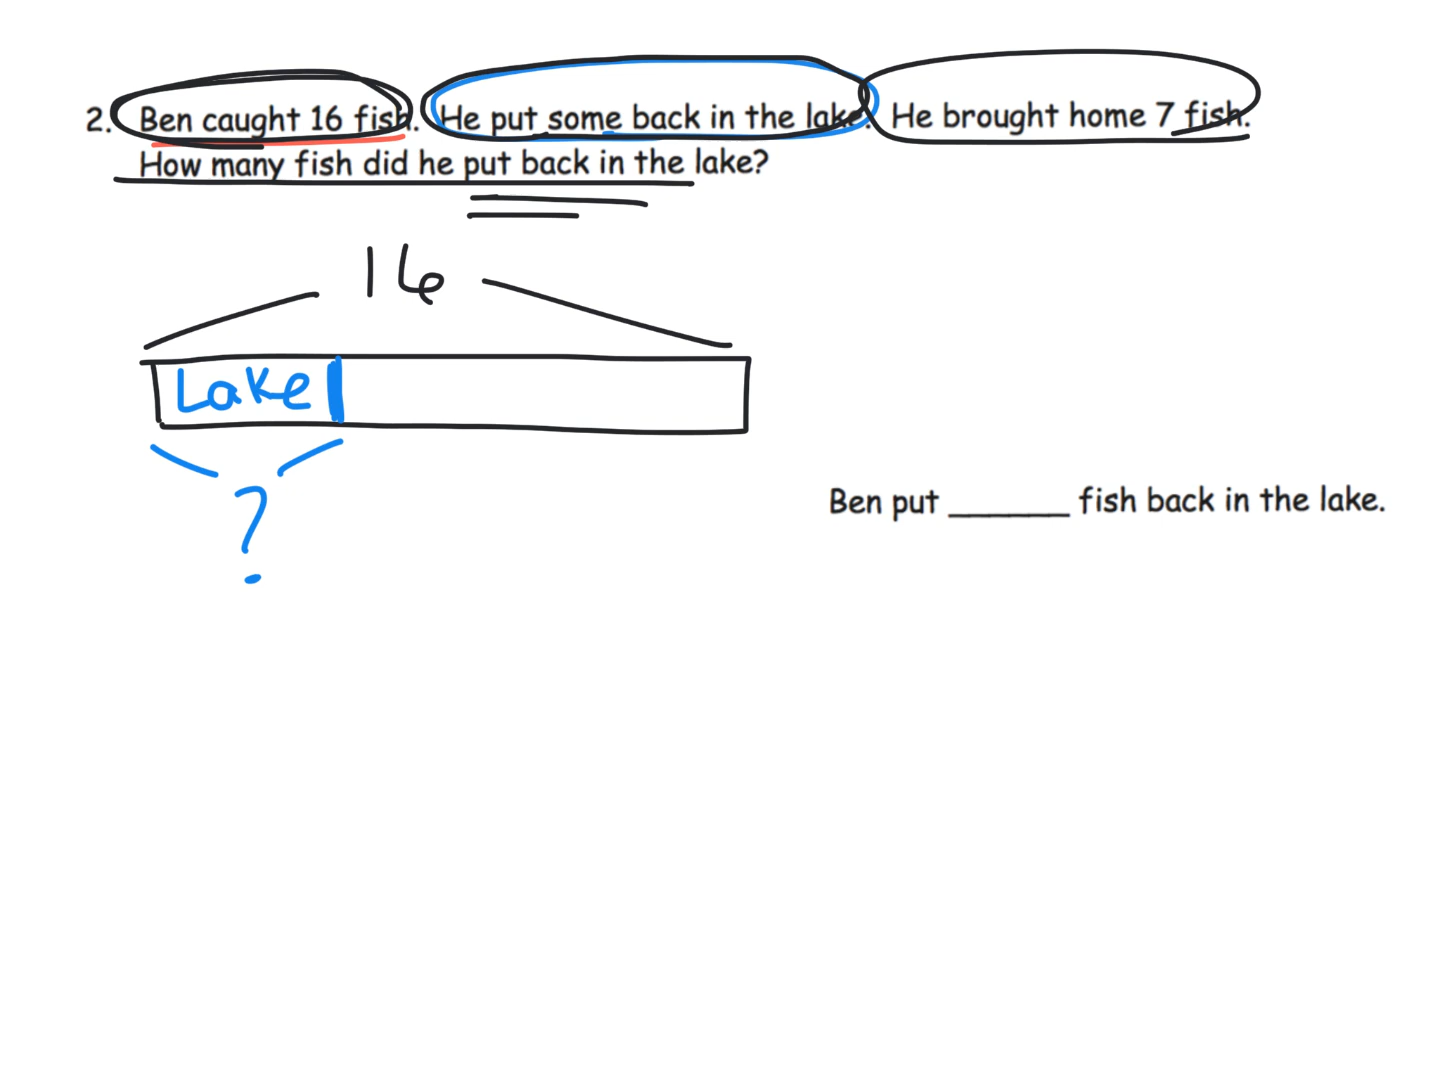 2. Ben caught 16 fish. He put some back in the lake. He brought home 7 fish.
How many fish did he put back in the lake?
16
Lake
?
Ben put ______ fish back in the lake.